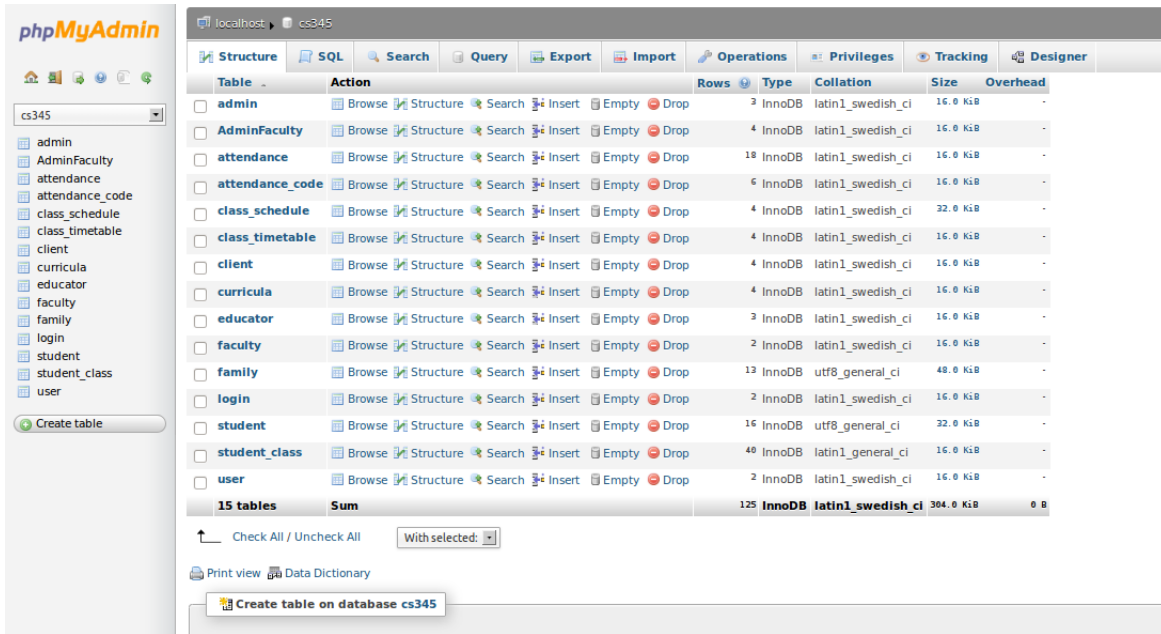 phpMyAdmin
localhost ▸ cs345
Structure SQL Search Query Export Import Operations Privileges Tracking Designer
cs345
admin
AdminFaculty
attendance
attendance_code
class_schedule
class_timetable
client
curricula
educator
faculty
family
login
student
student_class
user
Create table
Table Action Rows Type Collation Size Overhead
admin Browse Structure Search Insert Empty Drop 3 InnoDB latin1_swedish_ci 16.0 KiB -
AdminFaculty Browse Structure Search Insert Empty Drop 4 InnoDB latin1_swedish_ci 16.0 KiB -
attendance Browse Structure Search Insert Empty Drop 18 InnoDB latin1_swedish_ci 16.0 KiB -
attendance_code Browse Structure Search Insert Empty Drop 6 InnoDB latin1_swedish_ci 16.0 KiB -
class_schedule Browse Structure Search Insert Empty Drop 4 InnoDB latin1_swedish_ci 32.0 KiB -
class_timetable Browse Structure Search Insert Empty Drop 4 InnoDB latin1_swedish_ci 16.0 KiB -
client Browse Structure Search Insert Empty Drop 4 InnoDB latin1_swedish_ci 16.0 KiB -
curricula Browse Structure Search Insert Empty Drop 4 InnoDB latin1_swedish_ci 16.0 KiB -
educator Browse Structure Search Insert Empty Drop 3 InnoDB latin1_swedish_ci 16.0 KiB -
faculty Browse Structure Search Insert Empty Drop 2 InnoDB latin1_swedish_ci 16.0 KiB -
family Browse Structure Search Insert Empty Drop 13 InnoDB utf8_general_ci 48.0 KiB -
login Browse Structure Search Insert Empty Drop 2 InnoDB latin1_swedish_ci 16.0 KiB -
student Browse Structure Search Insert Empty Drop 16 InnoDB utf8_general_ci 32.0 KiB -
student_class Browse Structure Search Insert Empty Drop 40 InnoDB latin1_general_ci 16.0 KiB -
user Browse Structure Search Insert Empty Drop 2 InnoDB latin1_swedish_ci 16.0 KiB -
15 tables Sum 125 InnoDB latin1_swedish_ci 304.0 KiB 0 B
Check All / Uncheck All With selected:
Print view Data Dictionary
Create table on database cs345